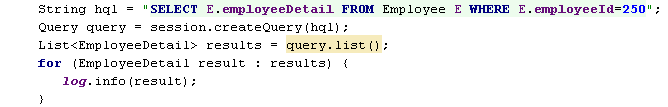 String hql = "SELECT E.employeeDetail FROM Employee E WHERE E.employeeId=250";
Query query = session.createQuery(hql);
List<EmployeeDetail> results = query.list();
for (EmployeeDetail result : results) {
log.info(result);
}